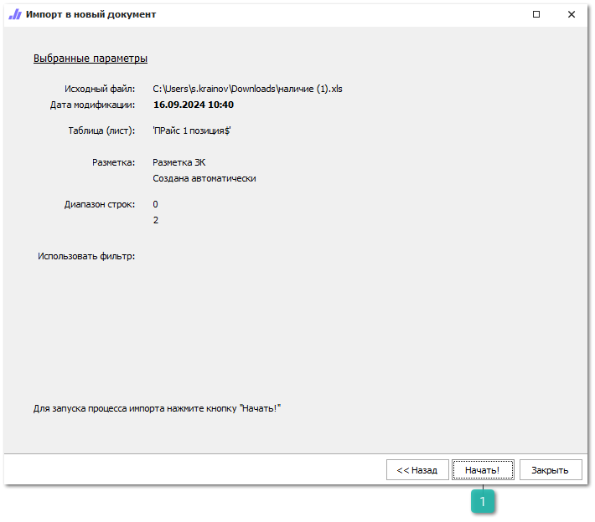 Импорт в новый документ
Выбранные параметры
Исходный файл: C:\Users\s.krainov\Downloads\наличие (1).xls
Дата модификации: 16.09.2024 10:40
Таблица (лист): 'ПРайс 1 позиция$'
Разметка: Разметка ЗК
Создана автоматически
Диапазон строк: 0
2
Использовать фильтр:
Для запуска процесса импорта нажмите кнопку "Начать!"
<< Назад Начать! Закрыть
1